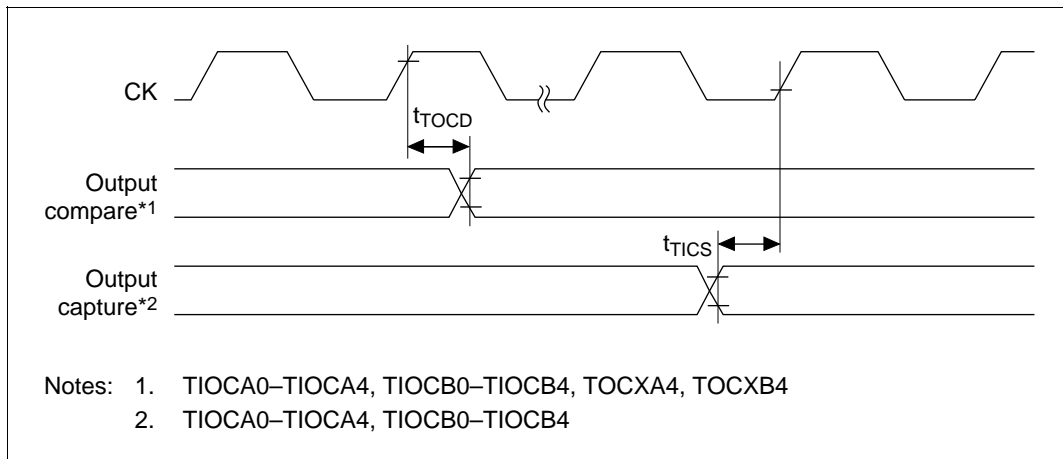 CK
tTOCD
Output
compare*1
tTICS
Output
capture*2
Notes: 1. TIOCA0–TIOCA4, TIOCB0–TIOCB4, TOCXA4, TOCXB4
2. TIOCA0–TIOCA4, TIOCB0–TIOCB4